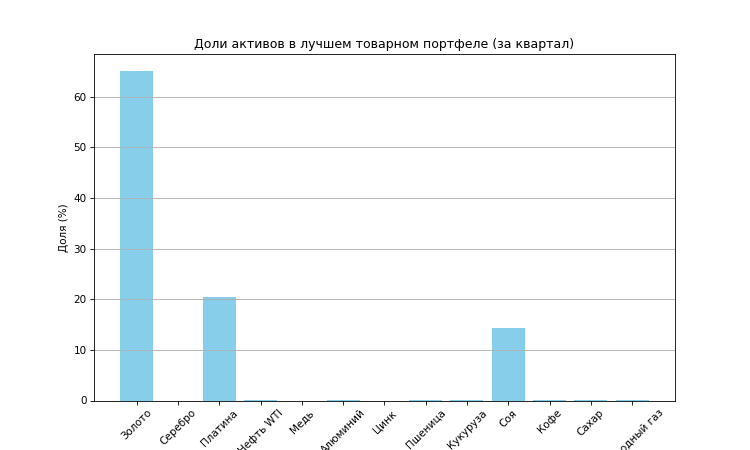 Доли активов в лучшем товарном портфеле (за квартал)
Доля (%)
60
50
40
30
20
10
0
Золото
Серебро
Платина
Нефть WTI
Медь
Алюминий
Цинк
Пшеница
Кукуруза
Соя
Кофе
Сахар
одный газ